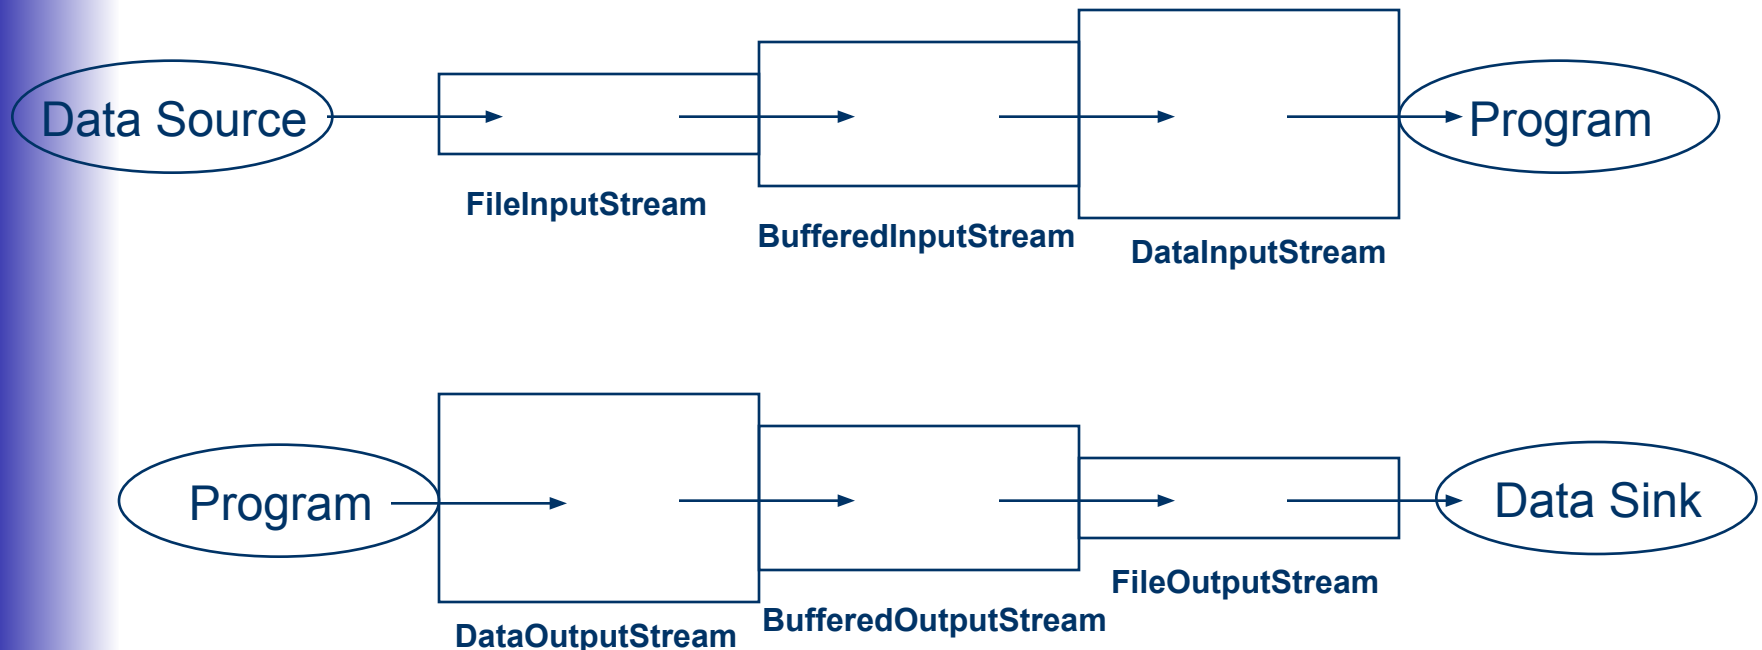 Data Source
Program
FileInputStream
BufferedInputStream
DataInputStream
Program
Data Sink
FileOutputStream
BufferedOutputStream
DataOutputStream